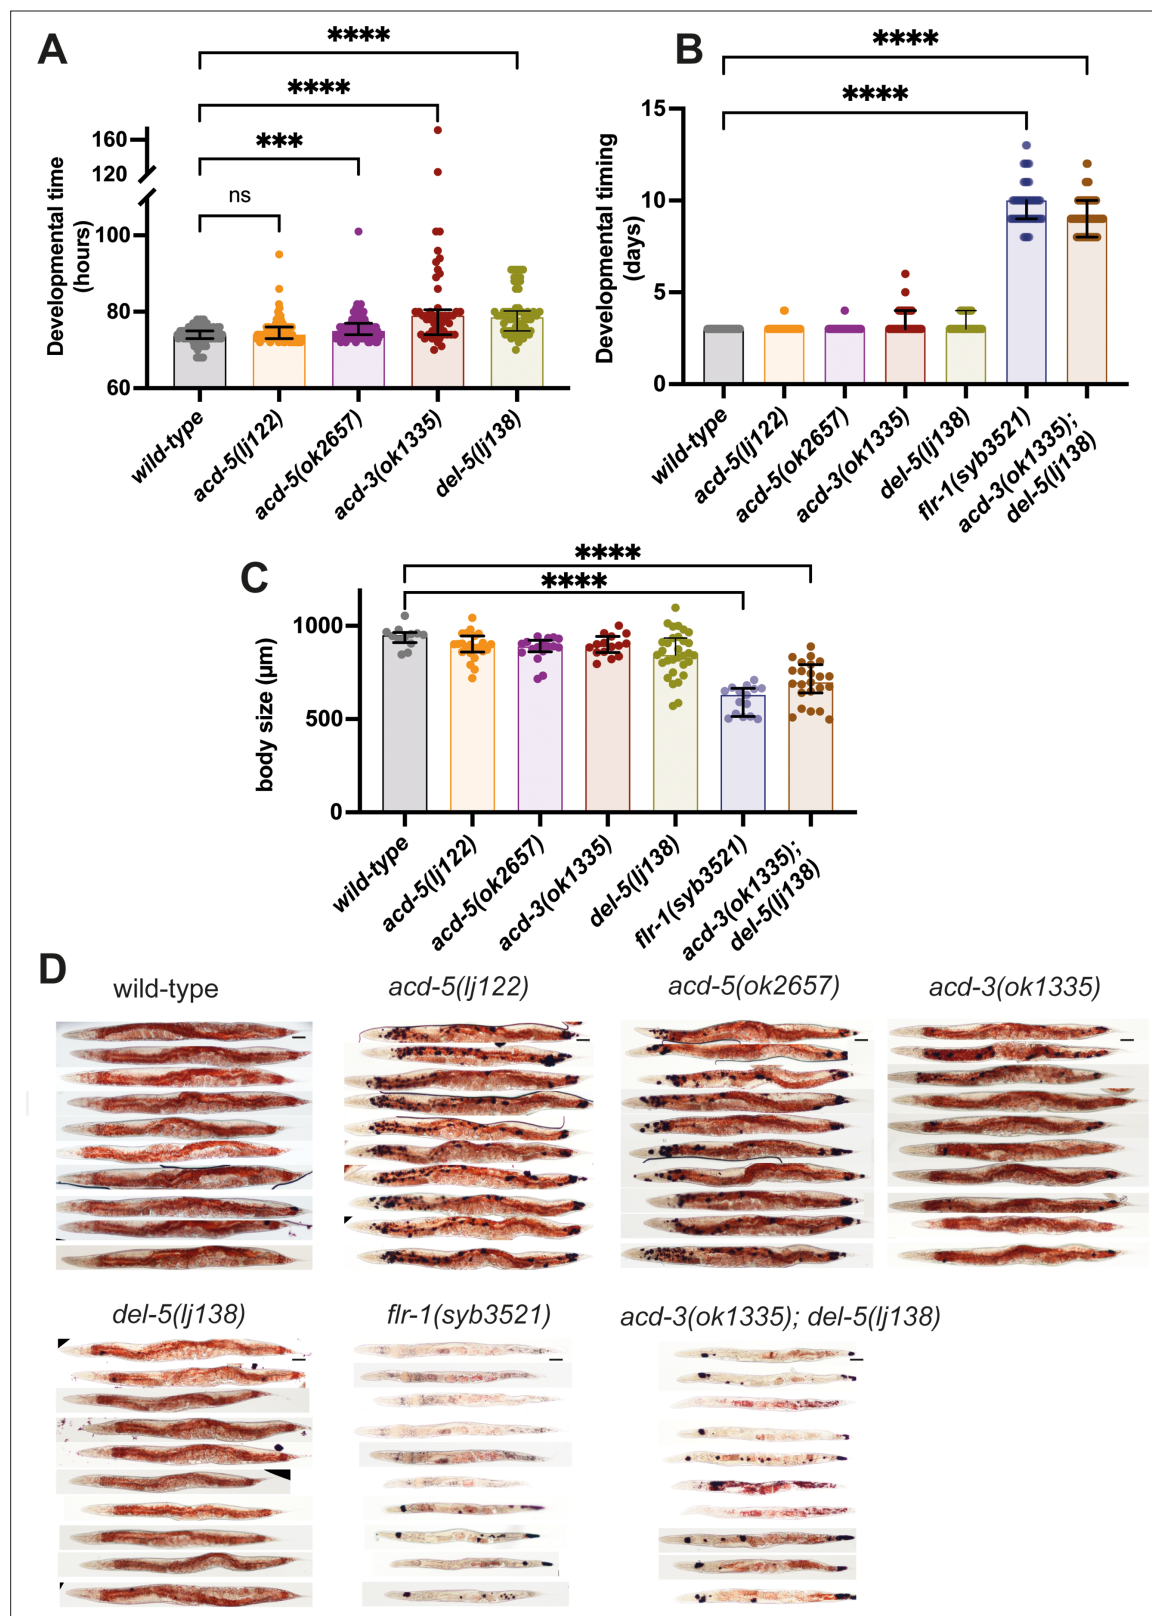 A
****
****
***
ns
Developmental time
(hours)
160
120
100
80
60
wild-type
acd-5(lj122)
acd-5(ok2657)
acd-3(ok1335)
del-5(lj138)
B
****
****
Developmental timing
(days)
15
10
5
0
wild-type
acd-5(lj122)
acd-5(ok2657)
acd-3(ok1335)
del-5(lj138)
flr-1(syb3521)
acd-3(ok1335);
del-5(lj138)
C
****
****
body size (µm)
1000
500
0
wild-type
acd-5(lj122)
acd-5(ok2657)
acd-3(ok1335)
del-5(lj138)
flr-1(syb3521)
acd-3(ok1335);
del-5(lj138)
D
wild-type
acd-5(lj122)
acd-5(ok2657)
acd-3(ok1335)
del-5(lj138)
flr-1(syb3521)
acd-3(ok1335); del-5(lj138)